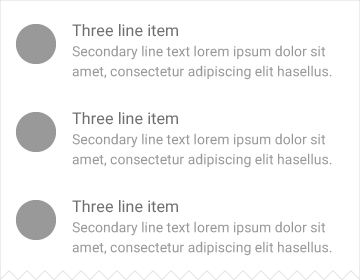 Three line item
Secondary line text lorem ipsum dolor sit
amet, consectetur adipiscing elit hasellus.
Three line item
Secondary line text lorem ipsum dolor sit
amet, consectetur adipiscing elit hasellus.
Three line item
Secondary line text lorem ipsum dolor sit
amet, consectetur adipiscing elit hasellus.